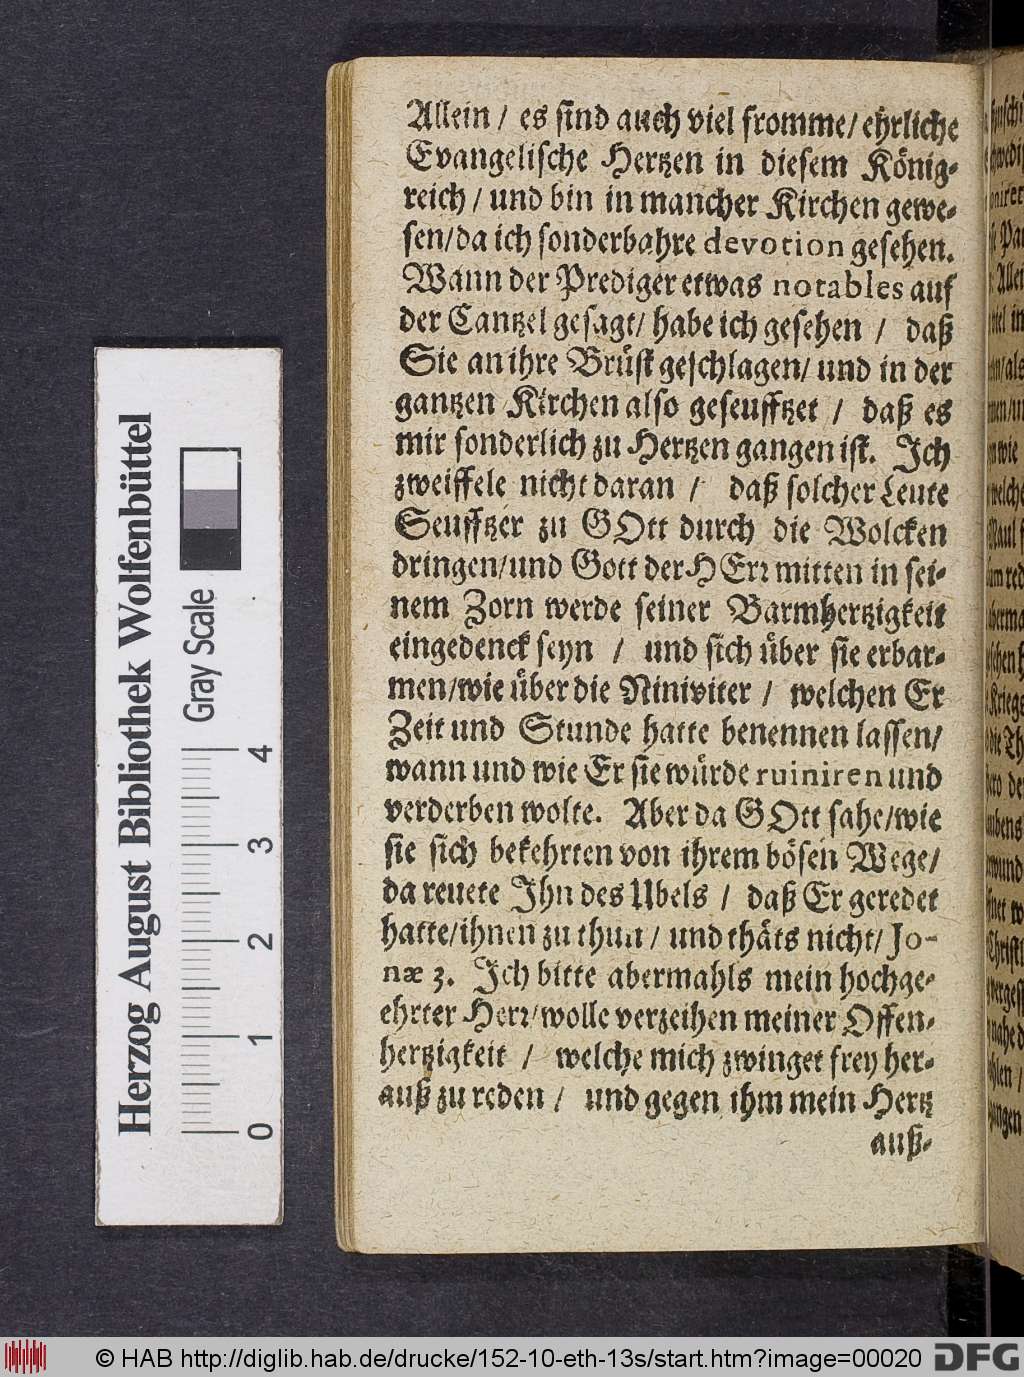 Allein / es sind auch viel fromme / ehrliche
Evangelische Hertzen in diesem König-
reich / und bin in mancher Kirchen gewe-
sen / da ich sonderbahre devotion gesehen.
Wann der Prediger etwas notables auf
der Cantzel gesagt / habe ich gesehen / daß
Sie an ihre Brüst geschlagen / und in der
gantzen Kirchen also geseufftzet / daß es
mir sonderlich zu Hertzen gangen ist. Ich
zweiffele nicht daran / daß solcher Leute
Seufftzer zu GOtt durch die Wolcken
dringen / und Gott der HErr mitten in sei-
nem Zorn werde seiner Barmhertzigkeit
eingedenck seyn / und sich über sie erbar-
men / wie über die Niniviter / welchen Er
Zeit und Stunde hatte benennen lassen /
wann und wie Er sie würde ruiniren und
verderben wolte. Aber da GOtt sahe / wie
sie sich bekehrten von ihrem bösen Wege /
da reuete Ihn des Ubels / daß Er geredet
hatte / ihnen zu thun / und thäts nicht / Jo-
næ 3. Ich bitte abermahls mein hochge-
ehrter Herr / wolle verzeihen meiner Offen-
hertzigkeit / welche mich zwinget frey her-
auß zu reden / und gegen ihm mein Hertz
auß-
Herzog August Bibliothek Wolfenbüttel
Gray Scale
0 1 2 3 4
© HAB http://diglib.hab.de/drucke/152-10-eth-13s/start.htm?image=00020
DFG